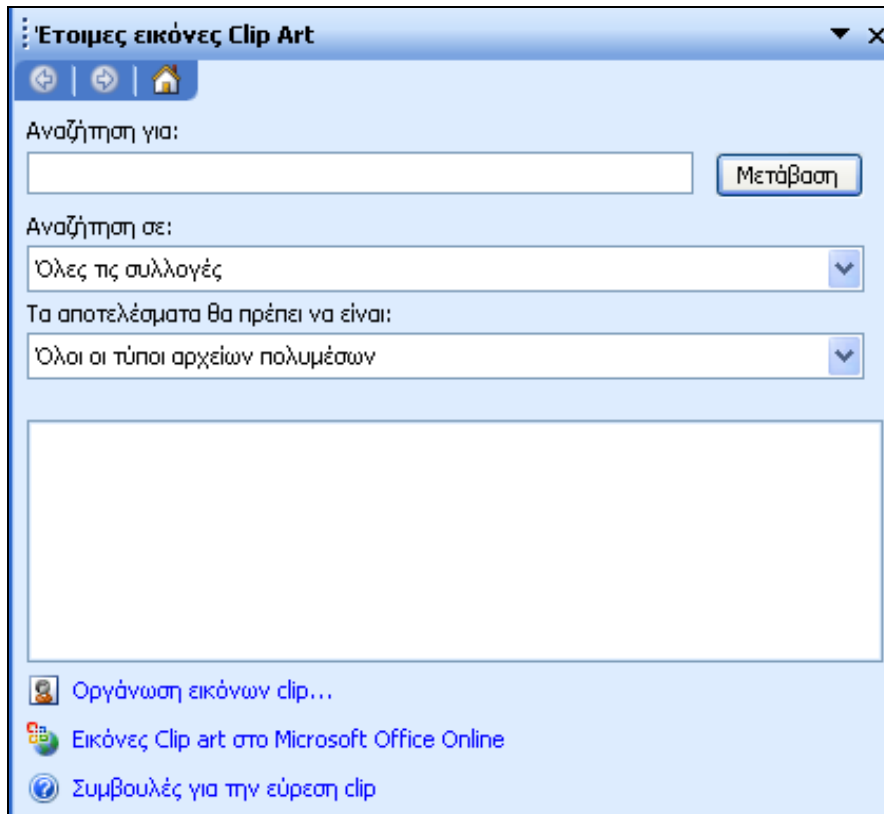 Έτοιμες εικόνες Clip Art
Αναζήτηση για:
Μετάβαση
Αναζήτηση σε:
Όλες τις συλλογές
Τα αποτελέσματα θα πρέπει να είναι:
Όλοι οι τύποι αρχείων πολυμέσων
Οργάνωση εικόνων clip...
Εικόνες Clip art στο Microsoft Office Online
Συμβουλές για την εύρεση clip